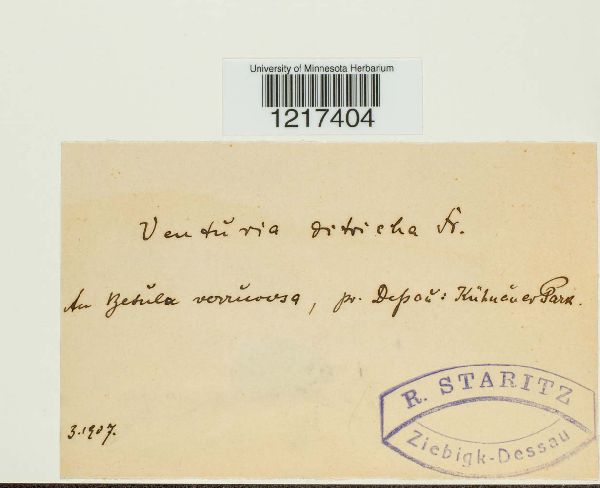 University of Minnesota Herbarium
1217404
Venturia ditricha Fr.
An Betula verrucosa, pr. Deßau: Kühnauer Park.
3.1907.
R. STARITZ
Ziebigk-Dessau